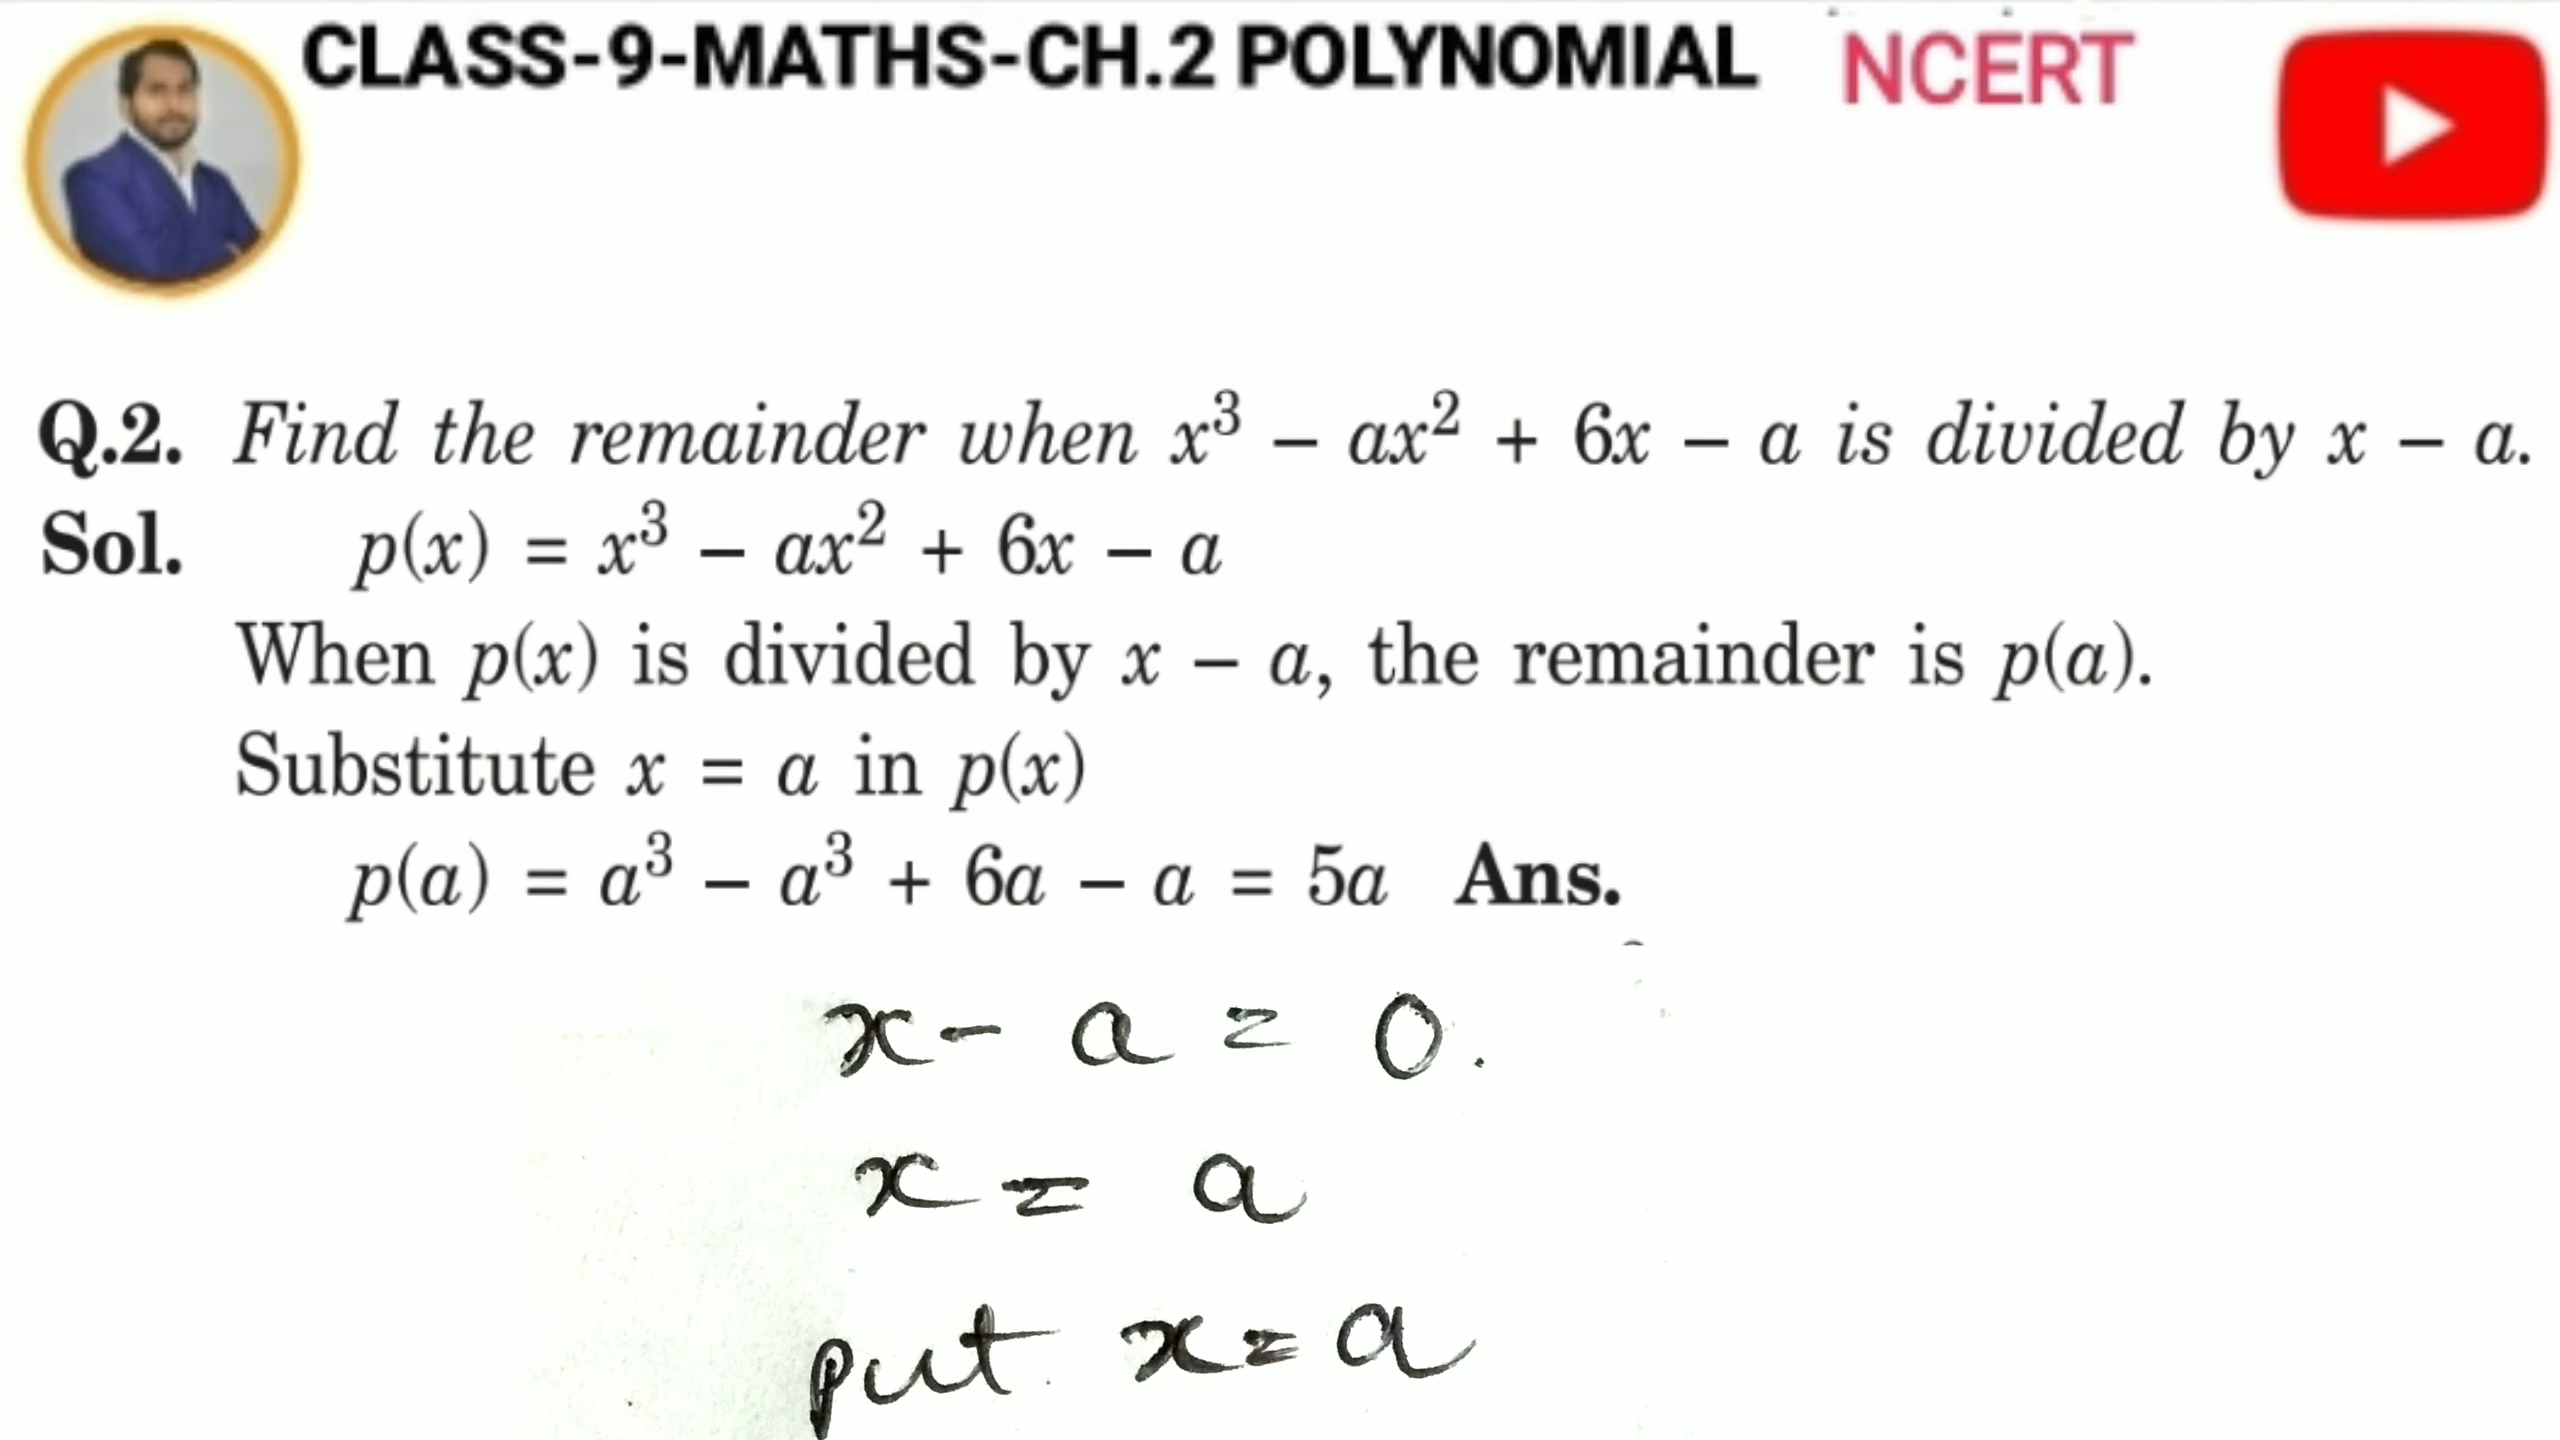 CLASS-9-MATHS-CH.2 POLYNOMIAL NCERT
Q.2. Find the remainder when x³ – ax² + 6x – a is divided by x – a.
Sol. p(x) = x³ – ax² + 6x – a
When p(x) is divided by x – a, the remainder is p(a).
Substitute x = a in p(x)
p(a) = a³ – a³ + 6a – a = 5a Ans.
x - a = 0.
x = a
put x = a